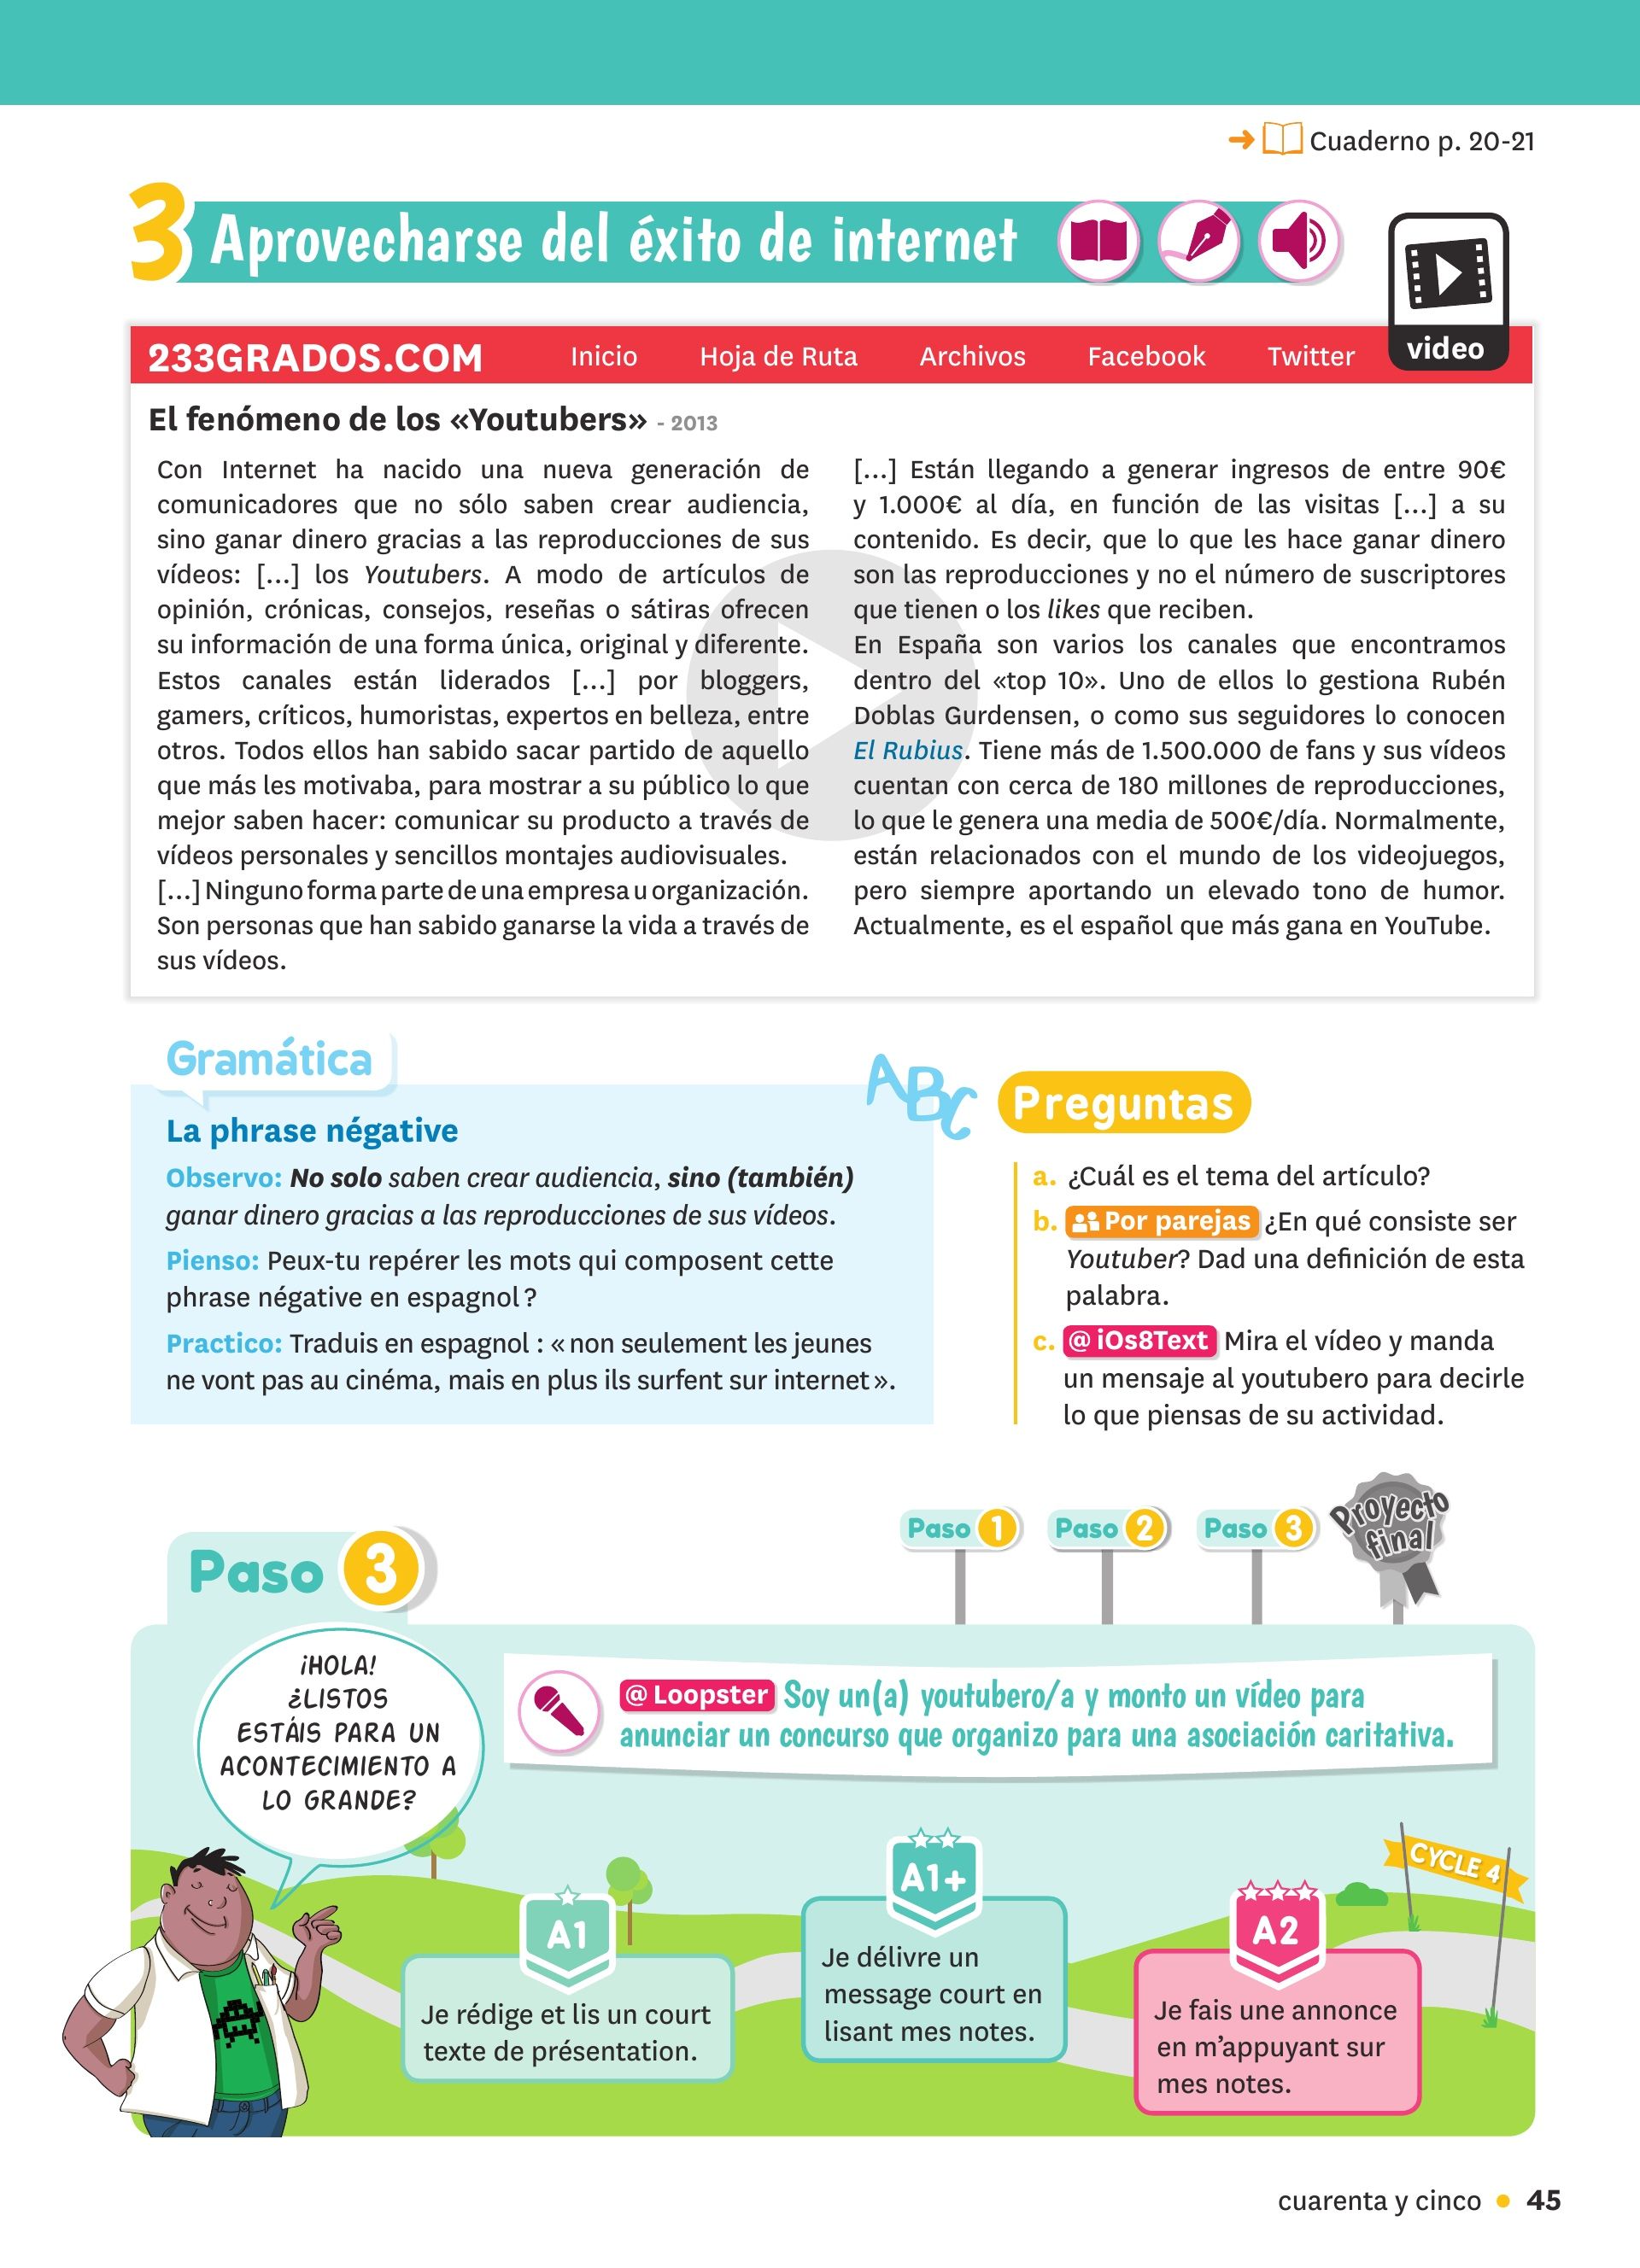 Cuaderno p. 20-21
3 Aprovecharse del éxito de internet
video
233GRADOS.COM Inicio Hoja de Ruta Archivos Facebook Twitter
El fenómeno de los «Youtubers» - 2013
Con Internet ha nacido una nueva generación de
comunicadores que no sólo saben crear audiencia,
sino ganar dinero gracias a las reproducciones de sus
vídeos: [...] los Youtubers. A modo de artículos de
opinión, crónicas, consejos, reseñas o sátiras ofrecen
su información de una forma única, original y diferente.
Estos canales están liderados [...] por bloggers,
gamers, críticos, humoristas, expertos en belleza, entre
otros. Todos ellos han sabido sacar partido de aquello
que más les motivaba, para mostrar a su público lo que
mejor saben hacer: comunicar su producto a través de
vídeos personales y sencillos montajes audiovisuales.
[...] Ninguno forma parte de una empresa u organización.
Son personas que han sabido ganarse la vida a través de
sus vídeos.
[...] Están llegando a generar ingresos de entre 90€
y 1.000€ al día, en función de las visitas [...] a su
contenido. Es decir, que lo que les hace ganar dinero
son las reproducciones y no el número de suscriptores
que tienen o los likes que reciben.
En España son varios los canales que encontramos
dentro del «top 10». Uno de ellos lo gestiona Rubén
Doblas Gurdensen, o como sus seguidores lo conocen
El Rubius. Tiene más de 1.500.000 de fans y sus vídeos
cuentan con cerca de 180 millones de reproducciones,
lo que le genera una media de 500€/día. Normalmente,
están relacionados con el mundo de los videojuegos,
pero siempre aportando un elevado tono de humor.
Actualmente, es el español que más gana en YouTube.
Gramática
ABC
La phrase négative
Observo: No solo saben crear audiencia, sino (también)
ganar dinero gracias a las reproducciones de sus vídeos.
Pienso: Peux-tu repérer les mots qui composent cette
phrase négative en espagnol ?
Practico: Traduis en espagnol : « non seulement les jeunes
ne vont pas au cinéma, mais en plus ils surfent sur internet ».
Preguntas
a. ¿Cuál es el tema del artículo?
b. Por parejas ¿En qué consiste ser
Youtuber? Dad una definición de esta
palabra.
c. @ iOs8Text Mira el vídeo y manda
un mensaje al youtubero para decirle
lo que piensas de su actividad.
Paso 1 Paso 2 Paso 3 Proyecto
final
Paso 3
¡HOLA!
¿LISTOS
ESTÁIS PARA UN
ACONTECIMIENTO A
LO GRANDE?
@ Loopster Soy un(a) youtubero/a y monto un vídeo para
anunciar un concurso que organizo para una asociación caritativa.
A1
Je rédige et lis un court
texte de présentation.
A1+
Je délivre un
message court en
lisant mes notes.
A2
Je fais une annonce
en m'appuyant sur
mes notes.
CYCLE 4
cuarenta y cinco • 45